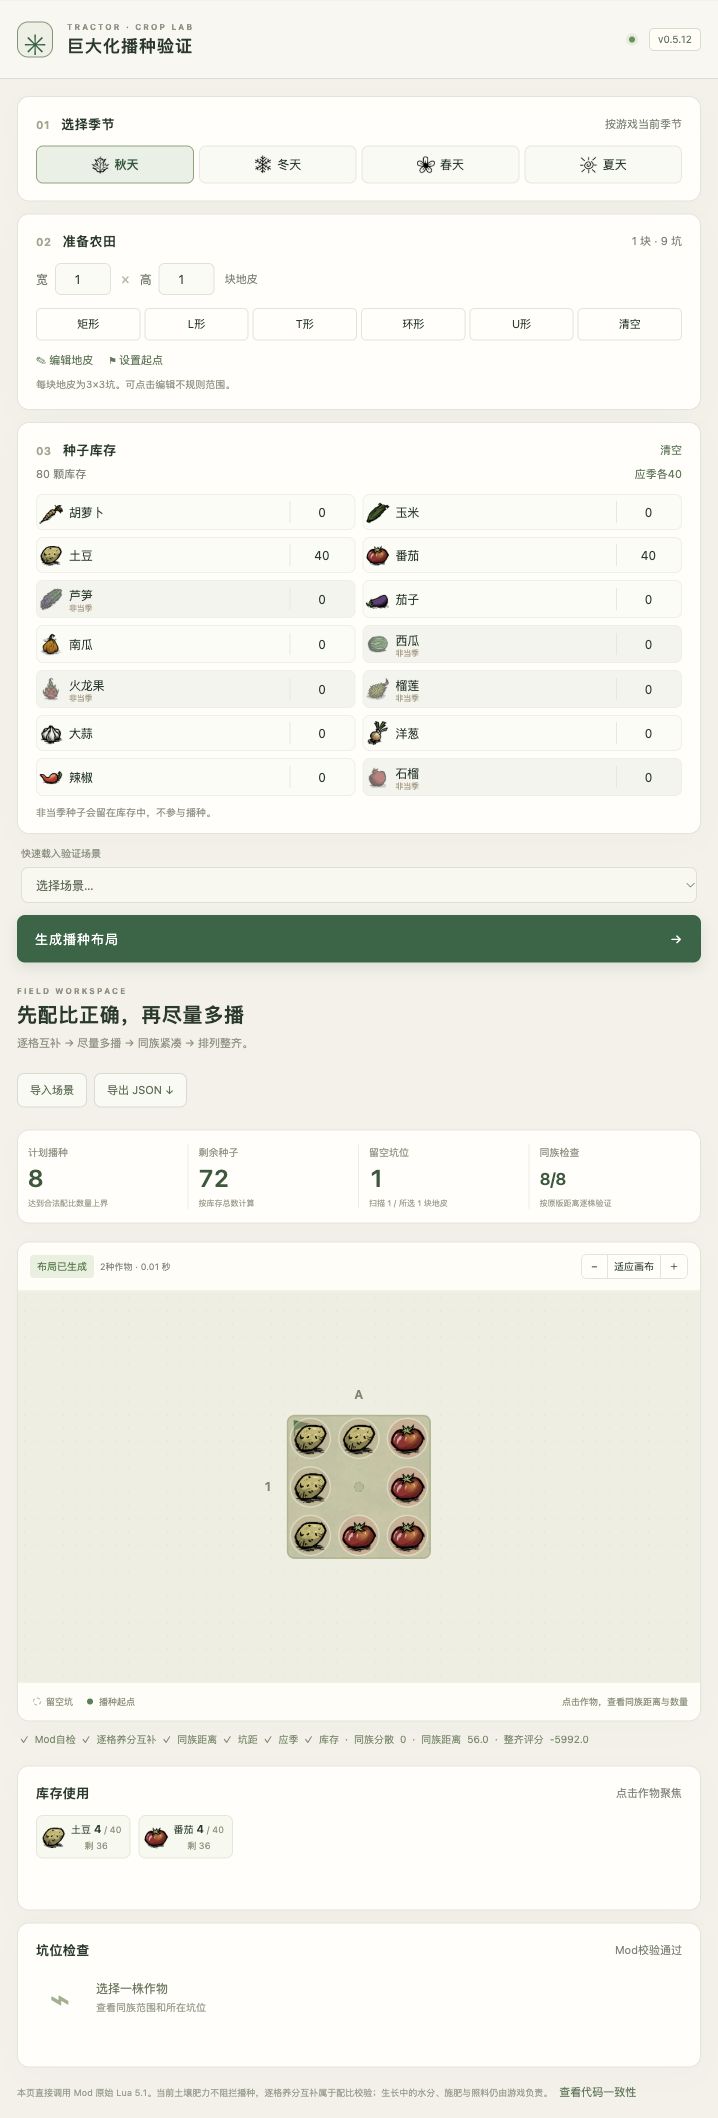 TRACTOR · CROP LAB
巨大化播种验证
v0.5.12
01 选择季节
按游戏当前季节
秋天
冬天
春天
夏天
02 准备农田
1 块 · 9 坑
宽 1 × 高 1 块地皮
矩形
L形
T形
环形
U形
清空
✎ 编辑地皮
⚑ 设置起点
每块地皮为3×3坑。可点击编辑不规则范围。
03 种子库存
清空
80 颗库存
应季各40
胡萝卜 0
玉米 0
土豆 40
番茄 40
芦笋 非当季 0
茄子 0
南瓜 0
西瓜 非当季 0
火龙果 非当季 0
榴莲 非当季 0
大蒜 0
洋葱 0
辣椒 0
石榴 非当季 0
非当季种子会留在库存中，不参与播种。
快速载入验证场景
选择场景...
生成播种布局 →
FIELD WORKSPACE
先配比正确，再尽量多播
逐格互补 → 尽量多播 → 同族紧凑 → 排列整齐。
导入场景
导出 JSON ↓
计划播种
8
达到合法配比数量上界
剩余种子
72
按库存总数计算
留空坑位
1
扫描 1 / 所选 1 块地皮
同族检查
8/8
按原版距离逐株验证
布局已生成
2种作物 · 0.01 秒
−
适应画布
+
A
1
留空坑
播种起点
点击作物，查看同族距离与数量
✓ Mod自检 ✓ 逐格养分互补 ✓ 同族距离 ✓ 坑距 ✓ 应季 ✓ 库存 · 同族分散 0 · 同族距离 56.0 · 整齐评分 -5992.0
库存使用
点击作物聚焦
土豆 4 / 40
剩 36
番茄 4 / 40
剩 36
坑位检查
Mod校验通过
选择一株作物
查看同族范围和所在坑位
本页直接调用 Mod 原始 Lua 5.1。当前土壤肥力不阻拦播种，逐格养分互补属于配比校验；生长中的水分、施肥与照料仍由游戏负责。 查看代码一致性